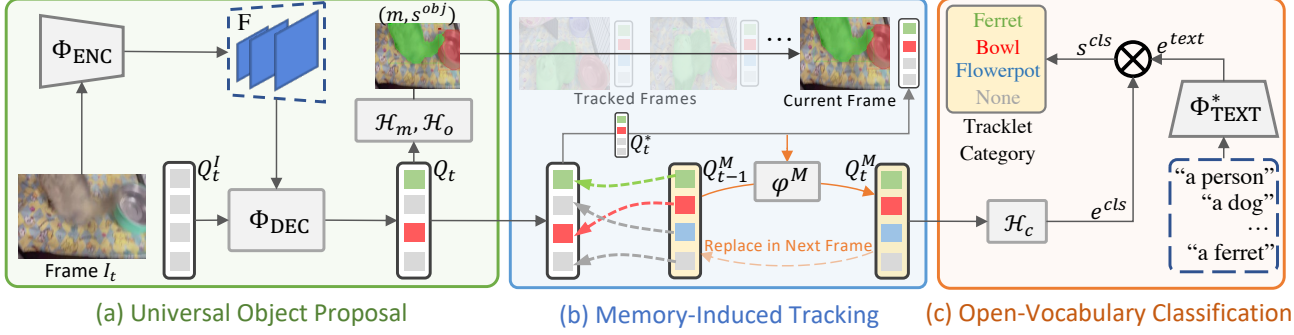 Φ_ENC
F
(m, s^{obj})
ℋ_m, ℋ_o
Q_t^I
Q_t
Φ_DEC
Frame I_t
(a) Universal Object Proposal
...
Tracked Frames
Current Frame
Q_t^*
Q_{t-1}^M
φ^M
Q_t^M
Replace in Next Frame
(b) Memory-Induced Tracking
Ferret
Bowl
Flowerpot
None
Tracklet
Category
s^{cls}
e^{text}
Φ_TEXT^*
ℋ_c
e^{cls}
“a person”
“a dog”
...
“a ferret”
(c) Open-Vocabulary Classification